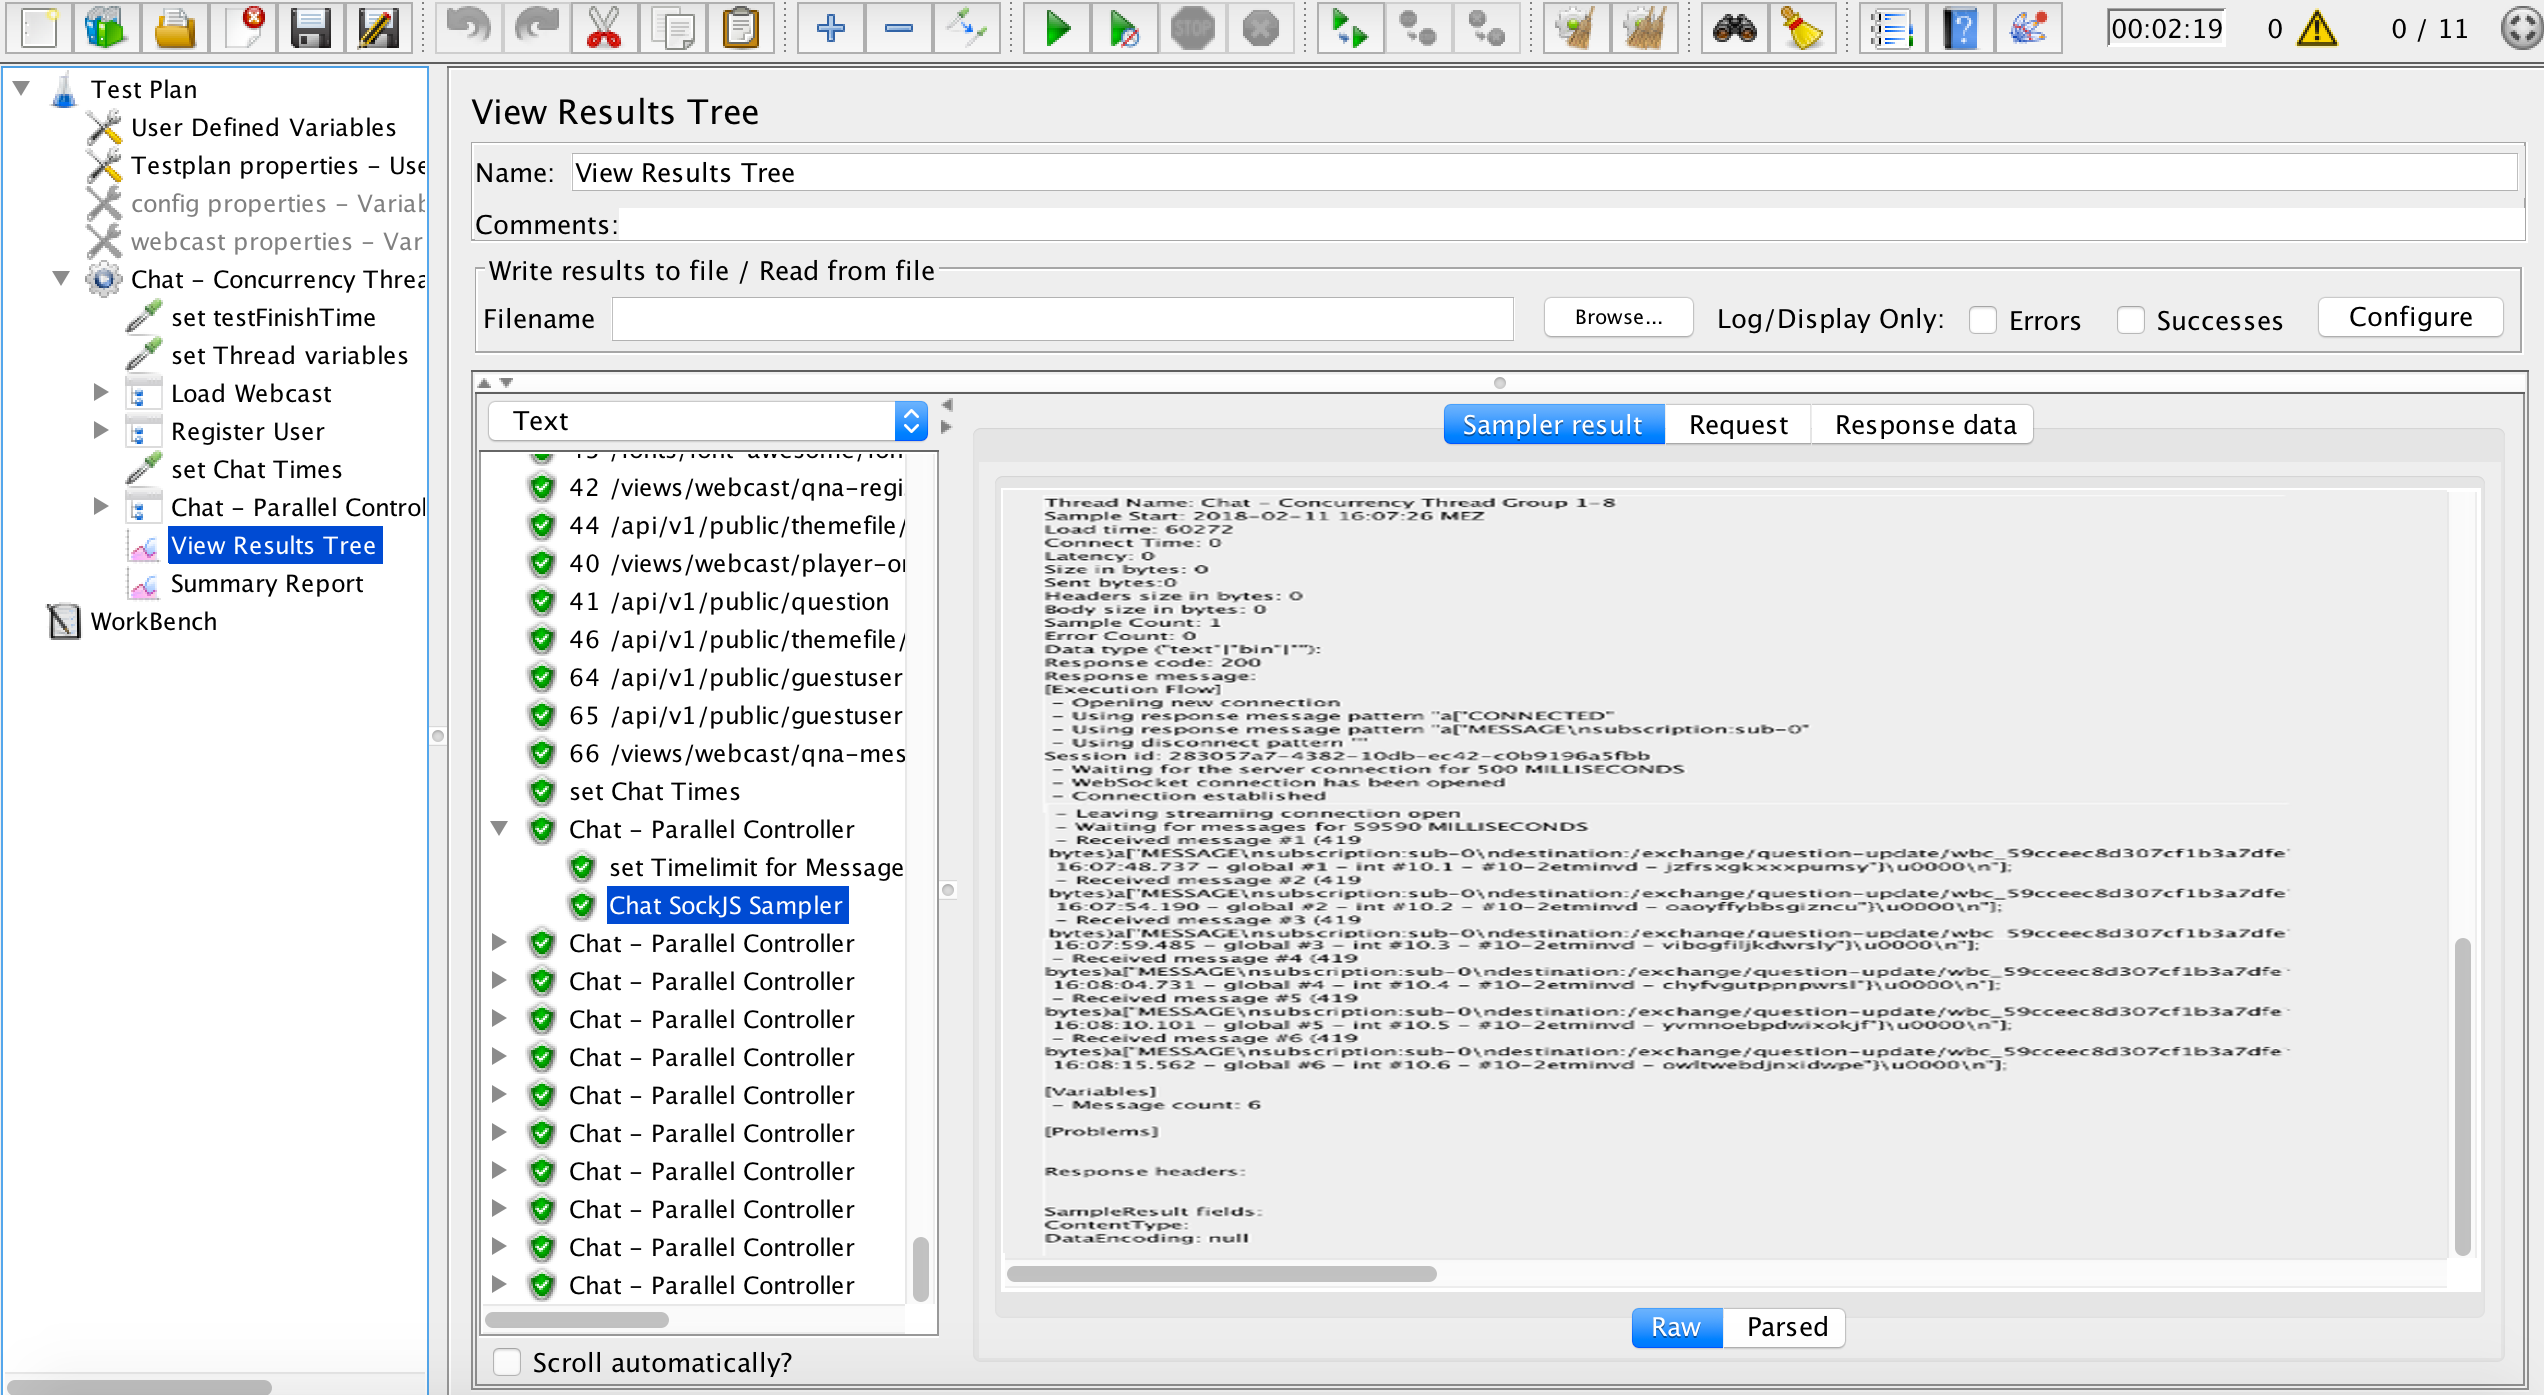 STOP
00:02:19 0 0 / 11
Test Plan
User Defined Variables
Testplan properties – Use
config properties – Variab
webcast properties – Var
Chat – Concurrency Threa
set testFinishTime
set Thread variables
Load Webcast
Register User
set Chat Times
Chat – Parallel Control
View Results Tree
Summary Report
WorkBench
View Results Tree
Name: View Results Tree
Comments:
Write results to file / Read from file
Filename Browse... Log/Display Only: Errors Successes Configure
Text
42 /views/webcast/qna-regi
44 /api/v1/public/themefile/
40 /views/webcast/player-or
41 /api/v1/public/question
46 /api/v1/public/themefile/
64 /api/v1/public/guestuser
65 /api/v1/public/guestuser
66 /views/webcast/qna-mes
set Chat Times
Chat – Parallel Controller
set Timelimit for Message
Chat SockJS Sampler
Chat – Parallel Controller
Chat – Parallel Controller
Chat – Parallel Controller
Chat – Parallel Controller
Chat – Parallel Controller
Chat – Parallel Controller
Chat – Parallel Controller
Chat – Parallel Controller
Chat – Parallel Controller
Chat – Parallel Controller
Scroll automatically?
Sampler result Request Response data
Thread Name: Chat – Concurrency Thread Group 1–8
Sample Start: 2018–02–11 16:07:26 MEZ
Load time: 60272
Connect Time: 0
Latency: 0
Size in bytes: 0
Sent bytes:0
Headers size in bytes: 0
Body size in bytes: 0
Sample Count: 1
Error Count: 0
Data type ("text"|"bin"|""):
Response code: 200
Response message:
[Execution Flow]
– Opening new connection
– Using response message pattern "a["CONNECTED"
– Using response message pattern "a["MESSAGE\nsubscription:sub–0"
– Using disconnect pattern ""
Session id: 283057a7–4382–10db–ec42–c0b9196a5fbb
– Waiting for the server connection for 500 MILLISECONDS
– WebSocket connection has been opened
– Connection established
– Leaving streaming connection open
– Waiting for messages for 59590 MILLISECONDS
– Received message #1 (419
bytes)a["MESSAGE\nsubscription:sub–0\ndestination:/exchange/question–update/wbc_59cceec8d307cf1b3a7dfe
16:07:48.737 – global #1 – int #10.1 – #10–2etminvd – jzfrsxgkxxxpumsy"}\u0000\n"];
– Received message #2 (419
bytes)a["MESSAGE\nsubscription:sub–0\ndestination:/exchange/question–update/wbc_59cceec8d307cf1b3a7dfe
16:07:54.190 – global #2 – int #10.2 – #10–2etminvd – oaoyffybbsgizncu"}\u0000\n"];
– Received message #3 (419
bytes)a["MESSAGE\nsubscription:sub–0\ndestination:/exchange/question–update/wbc_59cceec8d307cf1b3a7dfe
16:07:59.485 – global #3 – int #10.3 – #10–2etminvd – vibogfiljkdwrsly"}\u0000\n"];
– Received message #4 (419
bytes)a["MESSAGE\nsubscription:sub–0\ndestination:/exchange/question–update/wbc_59cceec8d307cf1b3a7dfe
16:08:04.731 – global #4 – int #10.4 – #10–2etminvd – chyfvgutppnpwrsl"}\u0000\n"];
– Received message #5 (419
bytes)a["MESSAGE\nsubscription:sub–0\ndestination:/exchange/question–update/wbc_59cceec8d307cf1b3a7dfe
16:08:10.101 – global #5 – int #10.5 – #10–2etminvd – yvmnoebpdwixokjf"}\u0000\n"];
– Received message #6 (419
bytes)a["MESSAGE\nsubscription:sub–0\ndestination:/exchange/question–update/wbc_59cceec8d307cf1b3a7dfe
16:08:15.562 – global #6 – int #10.6 – #10–2etminvd – owltwebdjnxidwpe"}\u0000\n"];
[Variables]
– Message count: 6
[Problems]
Response headers:
SampleResult fields:
ContentType:
DataEncoding: null
Raw Parsed